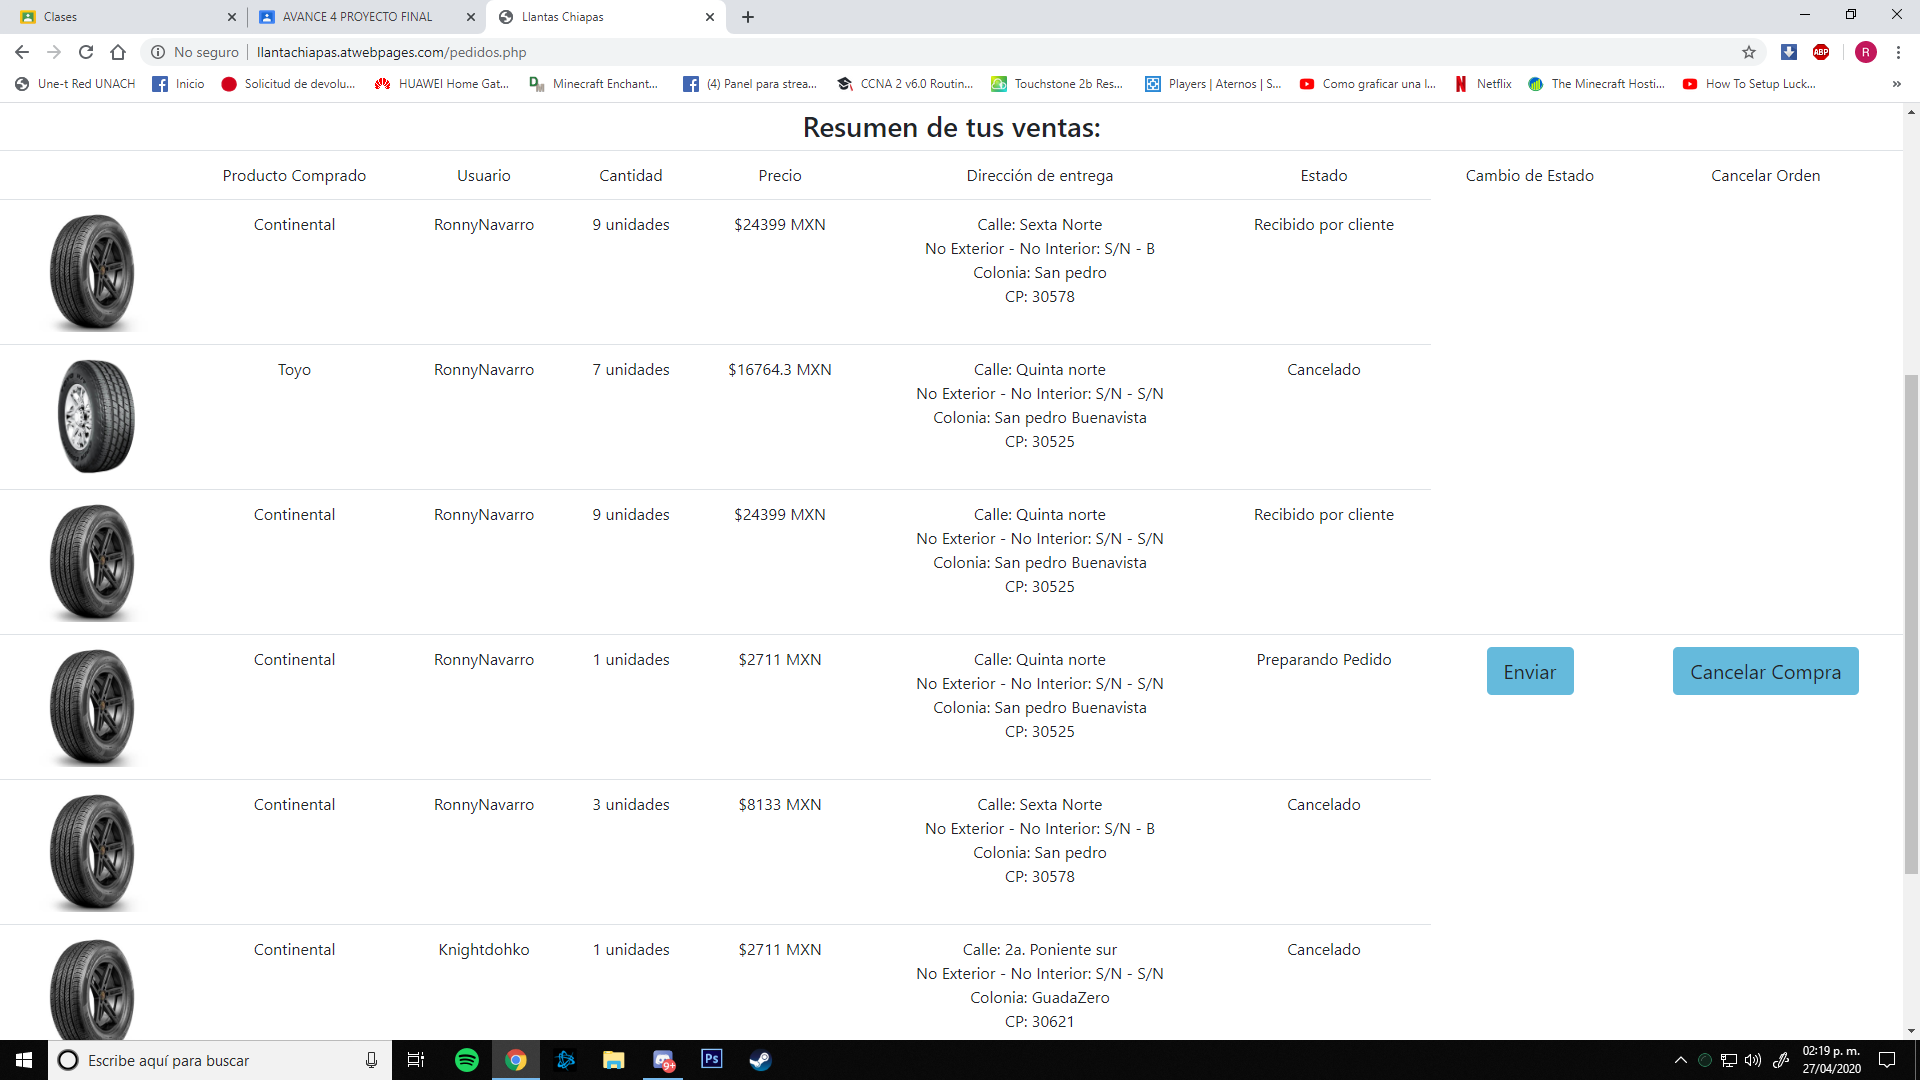 Clases
AVANCE 4 PROYECTO FINAL
Llantas Chiapas
No seguro
llantachiapas.atwebpages.com/pedidos.php
ABP
R
Une-t Red UNACH
Inicio
Solicitud de devolu...
HUAWEI Home Gat...
Minecraft Enchant...
(4) Panel para strea...
CCNA 2 v6.0 Routin...
Touchstone 2b Res...
Players | Aternos | S...
Como graficar una l...
Netflix
The Minecraft Hosti...
How To Setup Luck...
Resumen de tus ventas:
Producto Comprado Usuario Cantidad Precio Dirección de entrega Estado Cambio de Estado Cancelar Orden
Continental RonnyNavarro 9 unidades $24399 MXN Calle: Sexta Norte Recibido por cliente
No Exterior - No Interior: S/N - B
Colonia: San pedro
CP: 30578
Toyo RonnyNavarro 7 unidades $16764.3 MXN Calle: Quinta norte Cancelado
No Exterior - No Interior: S/N - S/N
Colonia: San pedro Buenavista
CP: 30525
Continental RonnyNavarro 9 unidades $24399 MXN Calle: Quinta norte Recibido por cliente
No Exterior - No Interior: S/N - S/N
Colonia: San pedro Buenavista
CP: 30525
Continental RonnyNavarro 1 unidades $2711 MXN Calle: Quinta norte Preparando Pedido Enviar Cancelar Compra
No Exterior - No Interior: S/N - S/N
Colonia: San pedro Buenavista
CP: 30525
Continental RonnyNavarro 3 unidades $8133 MXN Calle: Sexta Norte Cancelado
No Exterior - No Interior: S/N - B
Colonia: San pedro
CP: 30578
Continental Knightdohko 1 unidades $2711 MXN Calle: 2a. Poniente sur Cancelado
No Exterior - No Interior: S/N - S/N
Colonia: GuadaZero
CP: 30621
Escribe aquí para buscar
9+
Ps
02:19 p. m.
27/04/2020